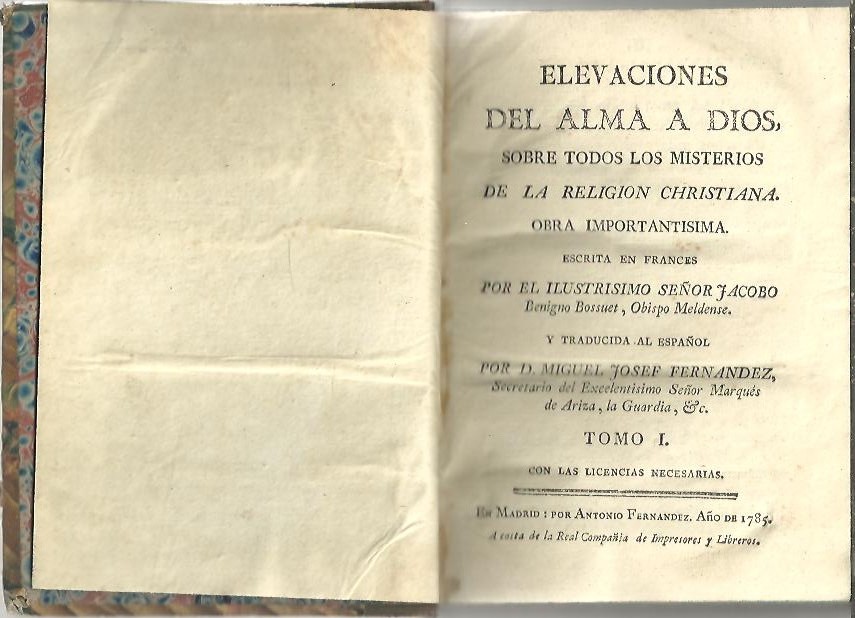 ELEVACIONES
DEL ALMA A DIOS,
SOBRE TODOS LOS MISTERIOS
DE LA RELIGION CHRISTIANA.
OBRA IMPORTANTISIMA.
ESCRITA EN FRANCES
POR EL ILUSTRISIMO SEÑOR JACOBO
Benigno Bossuet, Obispo Meldense.
Y TRADUCIDA AL ESPAÑOL
POR D. MIGUEL JOSEF FERNANDEZ,
Secretario del Excelentisimo Señor Marqués
de Ariza, la Guardia, &c.
TOMO I.
CON LAS LICENCIAS NECESARIAS.
EN MADRID: POR ANTONIO FERNANDEZ. AÑO DE 1785.
A costa de la Real Compañia de Impresores y Libreros.